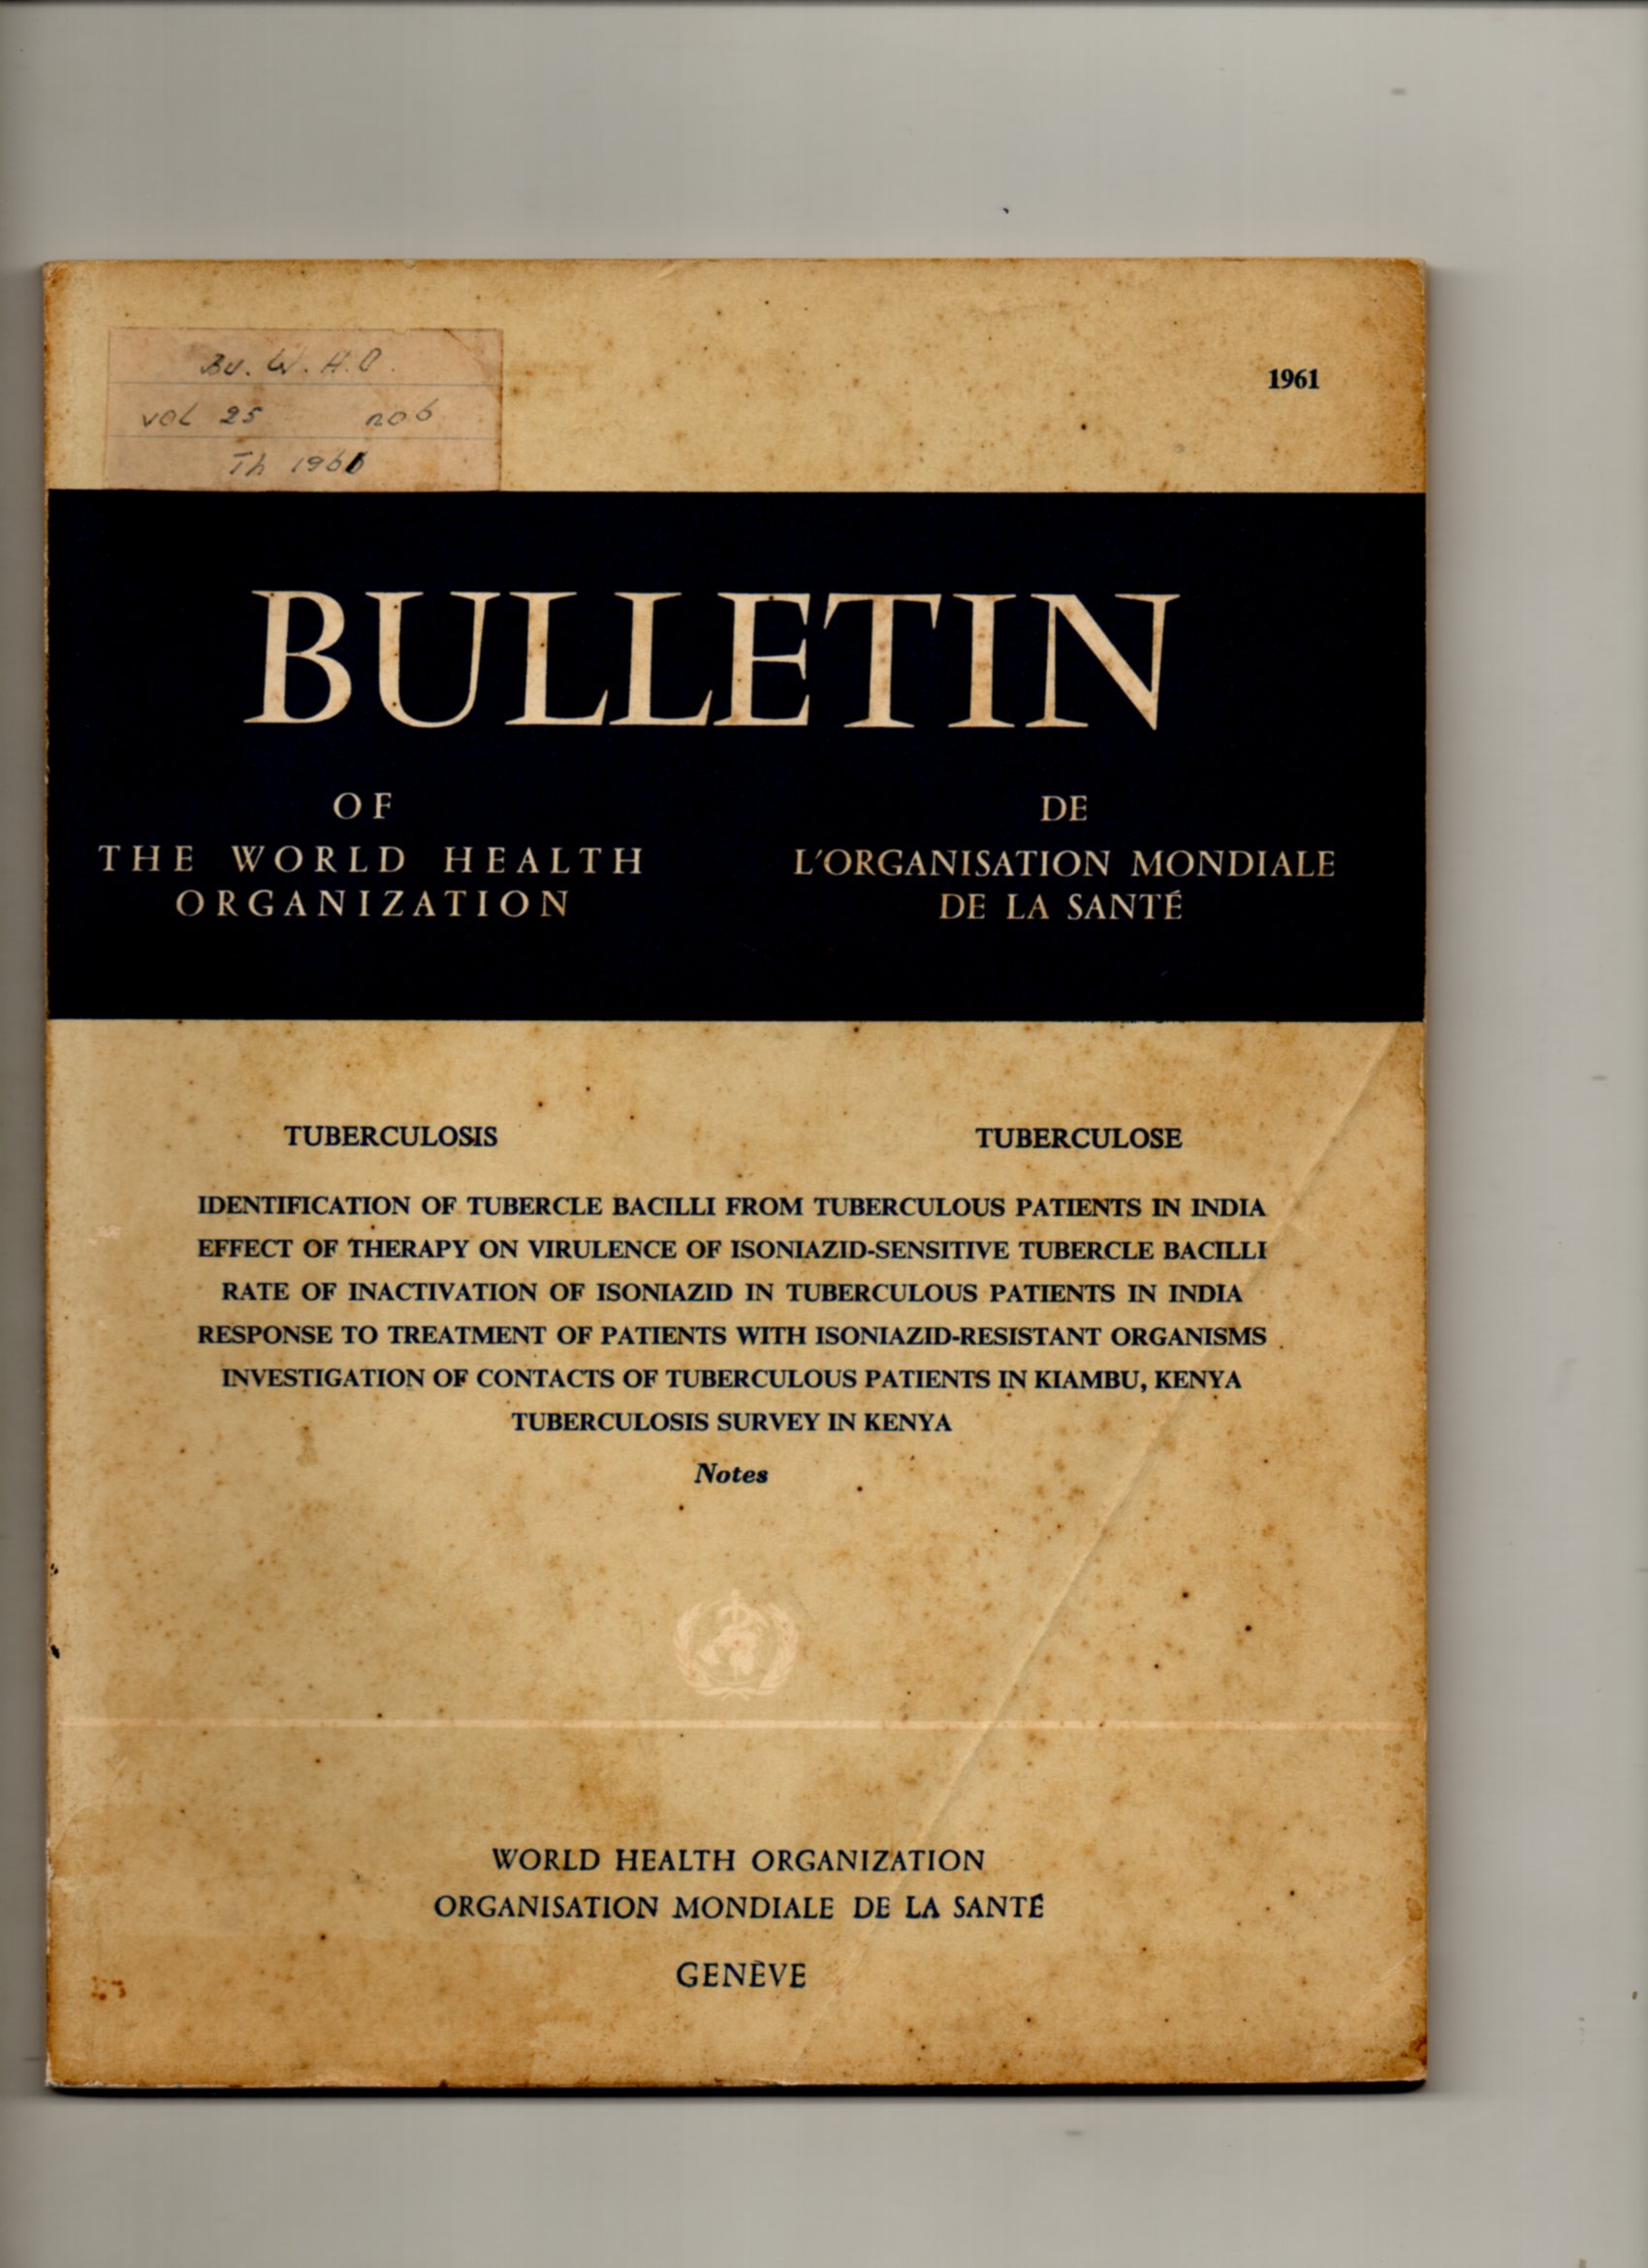 Bu. W. H. O.
vol 25 no 6
Th 1961
1961
BULLETIN
OF
THE WORLD HEALTH
ORGANIZATION
DE
L'ORGANISATION MONDIALE
DE LA SANTÉ
TUBERCULOSIS
TUBERCULOSE
IDENTIFICATION OF TUBERCLE BACILLI FROM TUBERCULOUS PATIENTS IN INDIA
EFFECT OF THERAPY ON VIRULENCE OF ISONIAZID-SENSITIVE TUBERCLE BACILLI
RATE OF INACTIVATION OF ISONIAZID IN TUBERCULOUS PATIENTS IN INDIA
RESPONSE TO TREATMENT OF PATIENTS WITH ISONIAZID-RESISTANT ORGANISMS
INVESTIGATION OF CONTACTS OF TUBERCULOUS PATIENTS IN KIAMBU, KENYA
TUBERCULOSIS SURVEY IN KENYA
Notes
WORLD HEALTH ORGANIZATION
ORGANISATION MONDIALE DE LA SANTÉ
GENÈVE